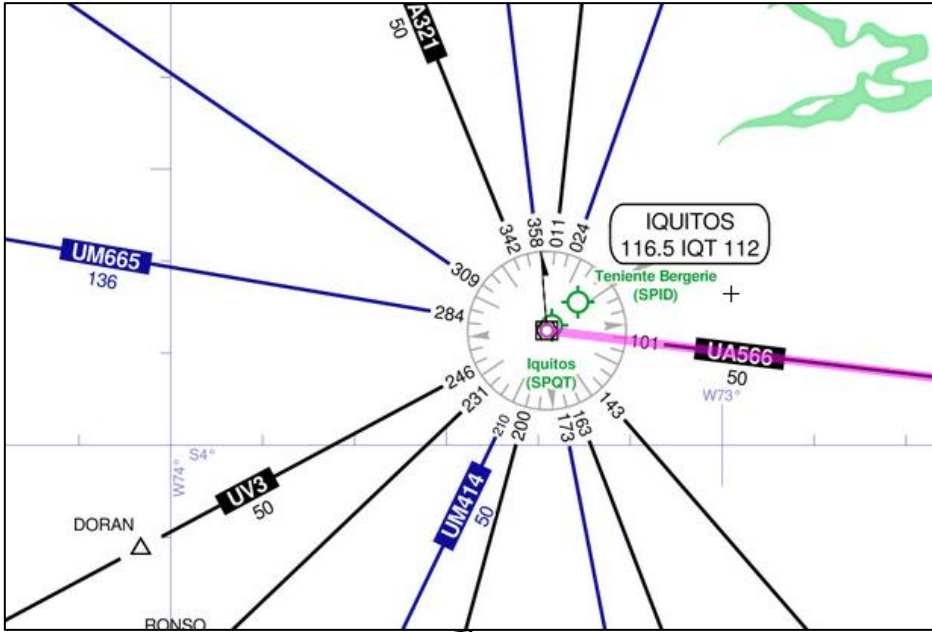 A321
50
342
358
011
024
IQUITOS
116.5 IQT 112
Teniente Bergerie
(SPID)
UM665
136
309
284
101
UA566
50
Iquitos
(SPQT)
W73°
246
231
210
200
173
163
143
S4°
W74°
UV3
50
UM414
50
DORAN
RONSO